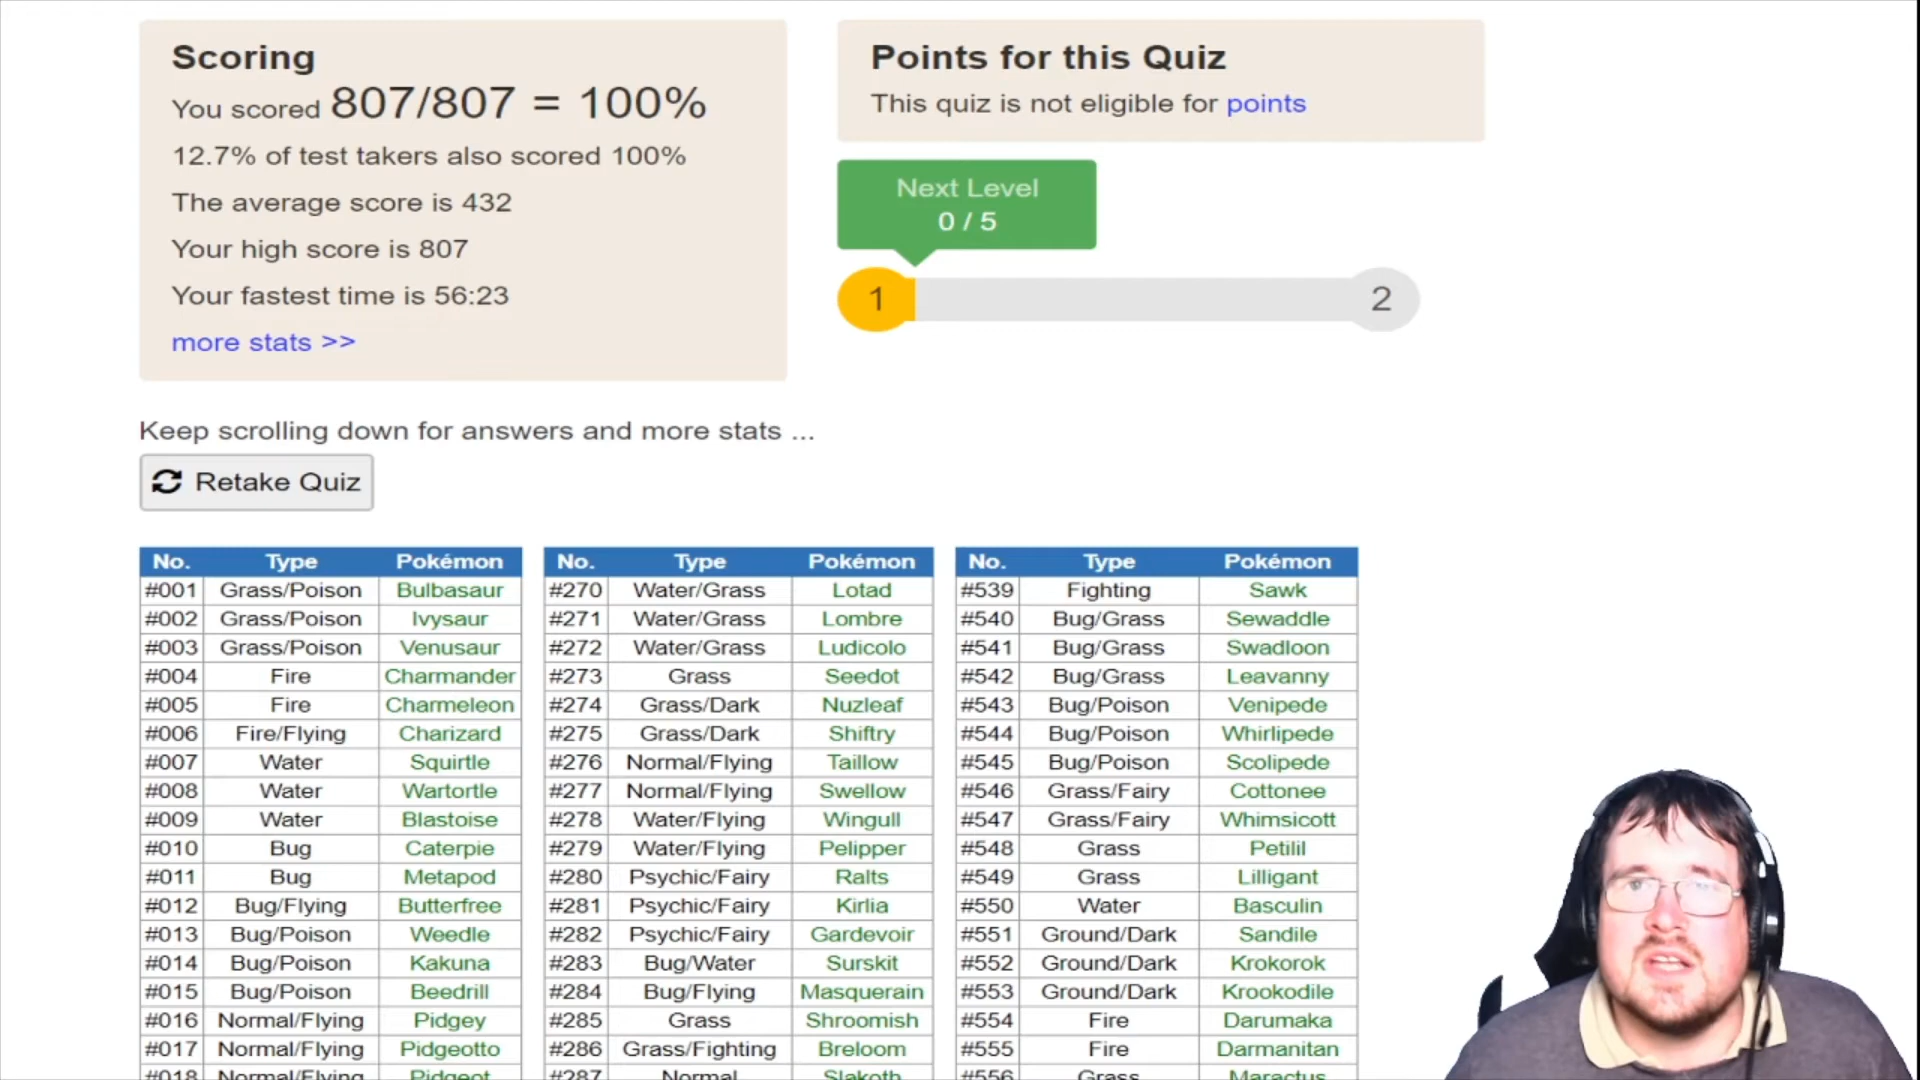 Scoring
You scored 807/807 = 100%
12.7% of test takers also scored 100%
The average score is 432
Your high score is 807
Your fastest time is 56:23
more stats >>
Points for this Quiz
This quiz is not eligible for points
Next Level
0 / 5
1
2
Keep scrolling down for answers and more stats ...
Retake Quiz
No. Type Pokémon
#001 Grass/Poison Bulbasaur
#002 Grass/Poison Ivysaur
#003 Grass/Poison Venusaur
#004 Fire Charmander
#005 Fire Charmeleon
#006 Fire/Flying Charizard
#007 Water Squirtle
#008 Water Wartortle
#009 Water Blastoise
#010 Bug Caterpie
#011 Bug Metapod
#012 Bug/Flying Butterfree
#013 Bug/Poison Weedle
#014 Bug/Poison Kakuna
#015 Bug/Poison Beedrill
#016 Normal/Flying Pidgey
#017 Normal/Flying Pidgeotto
#018 Normal/Flying Pidgeot
No. Type Pokémon
#270 Water/Grass Lotad
#271 Water/Grass Lombre
#272 Water/Grass Ludicolo
#273 Grass Seedot
#274 Grass/Dark Nuzleaf
#275 Grass/Dark Shiftry
#276 Normal/Flying Taillow
#277 Normal/Flying Swellow
#278 Water/Flying Wingull
#279 Water/Flying Pelipper
#280 Psychic/Fairy Ralts
#281 Psychic/Fairy Kirlia
#282 Psychic/Fairy Gardevoir
#283 Bug/Water Surskit
#284 Bug/Flying Masquerain
#285 Grass Shroomish
#286 Grass/Fighting Breloom
#287 Normal Slakoth
No. Type Pokémon
#539 Fighting Sawk
#540 Bug/Grass Sewaddle
#541 Bug/Grass Swadloon
#542 Bug/Grass Leavanny
#543 Bug/Poison Venipede
#544 Bug/Poison Whirlipede
#545 Bug/Poison Scolipede
#546 Grass/Fairy Cottonee
#547 Grass/Fairy Whimsicott
#548 Grass Petilil
#549 Grass Lilligant
#550 Water Basculin
#551 Ground/Dark Sandile
#552 Ground/Dark Krokorok
#553 Ground/Dark Krookodile
#554 Fire Darumaka
#555 Fire Darmanitan
#556 Grass Maractus